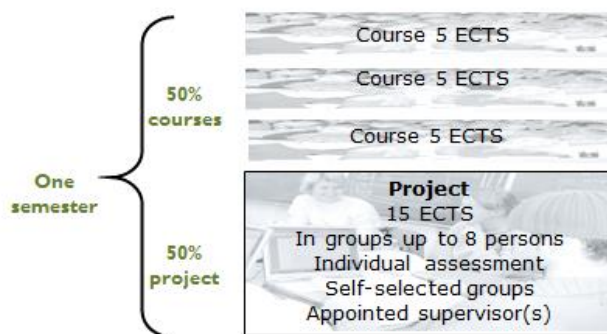 Course 5 ECTS
Course 5 ECTS
Course 5 ECTS
50%
courses
One
semester
50%
project
Project
15 ECTS
In groups up to 8 persons
Individual assessment
Self-selected groups
Appointed supervisor(s)